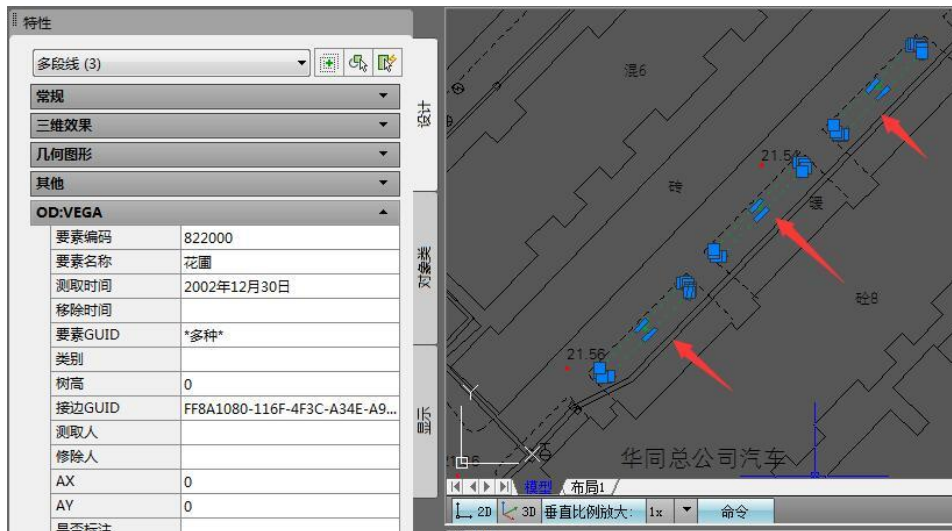 特性
多段线 (3)
常规
三维效果
几何图形
其他
OD:VEGA
要素编码 822000
要素名称 花圃
测取时间 2002年12月30日
移除时间
要素GUID *多种*
类别
树高 0
接边GUID FF8A1080-116F-4F3C-A34E-A9...
测取人
修除人
AX 0
AY 0
是否标注
设计
对象类
显示
混6
砖
21.54
缓
砼8
21.56
华同总公司汽车
Y
X
模型
布局1
2D
3D
垂直比例放大:
1x
命令